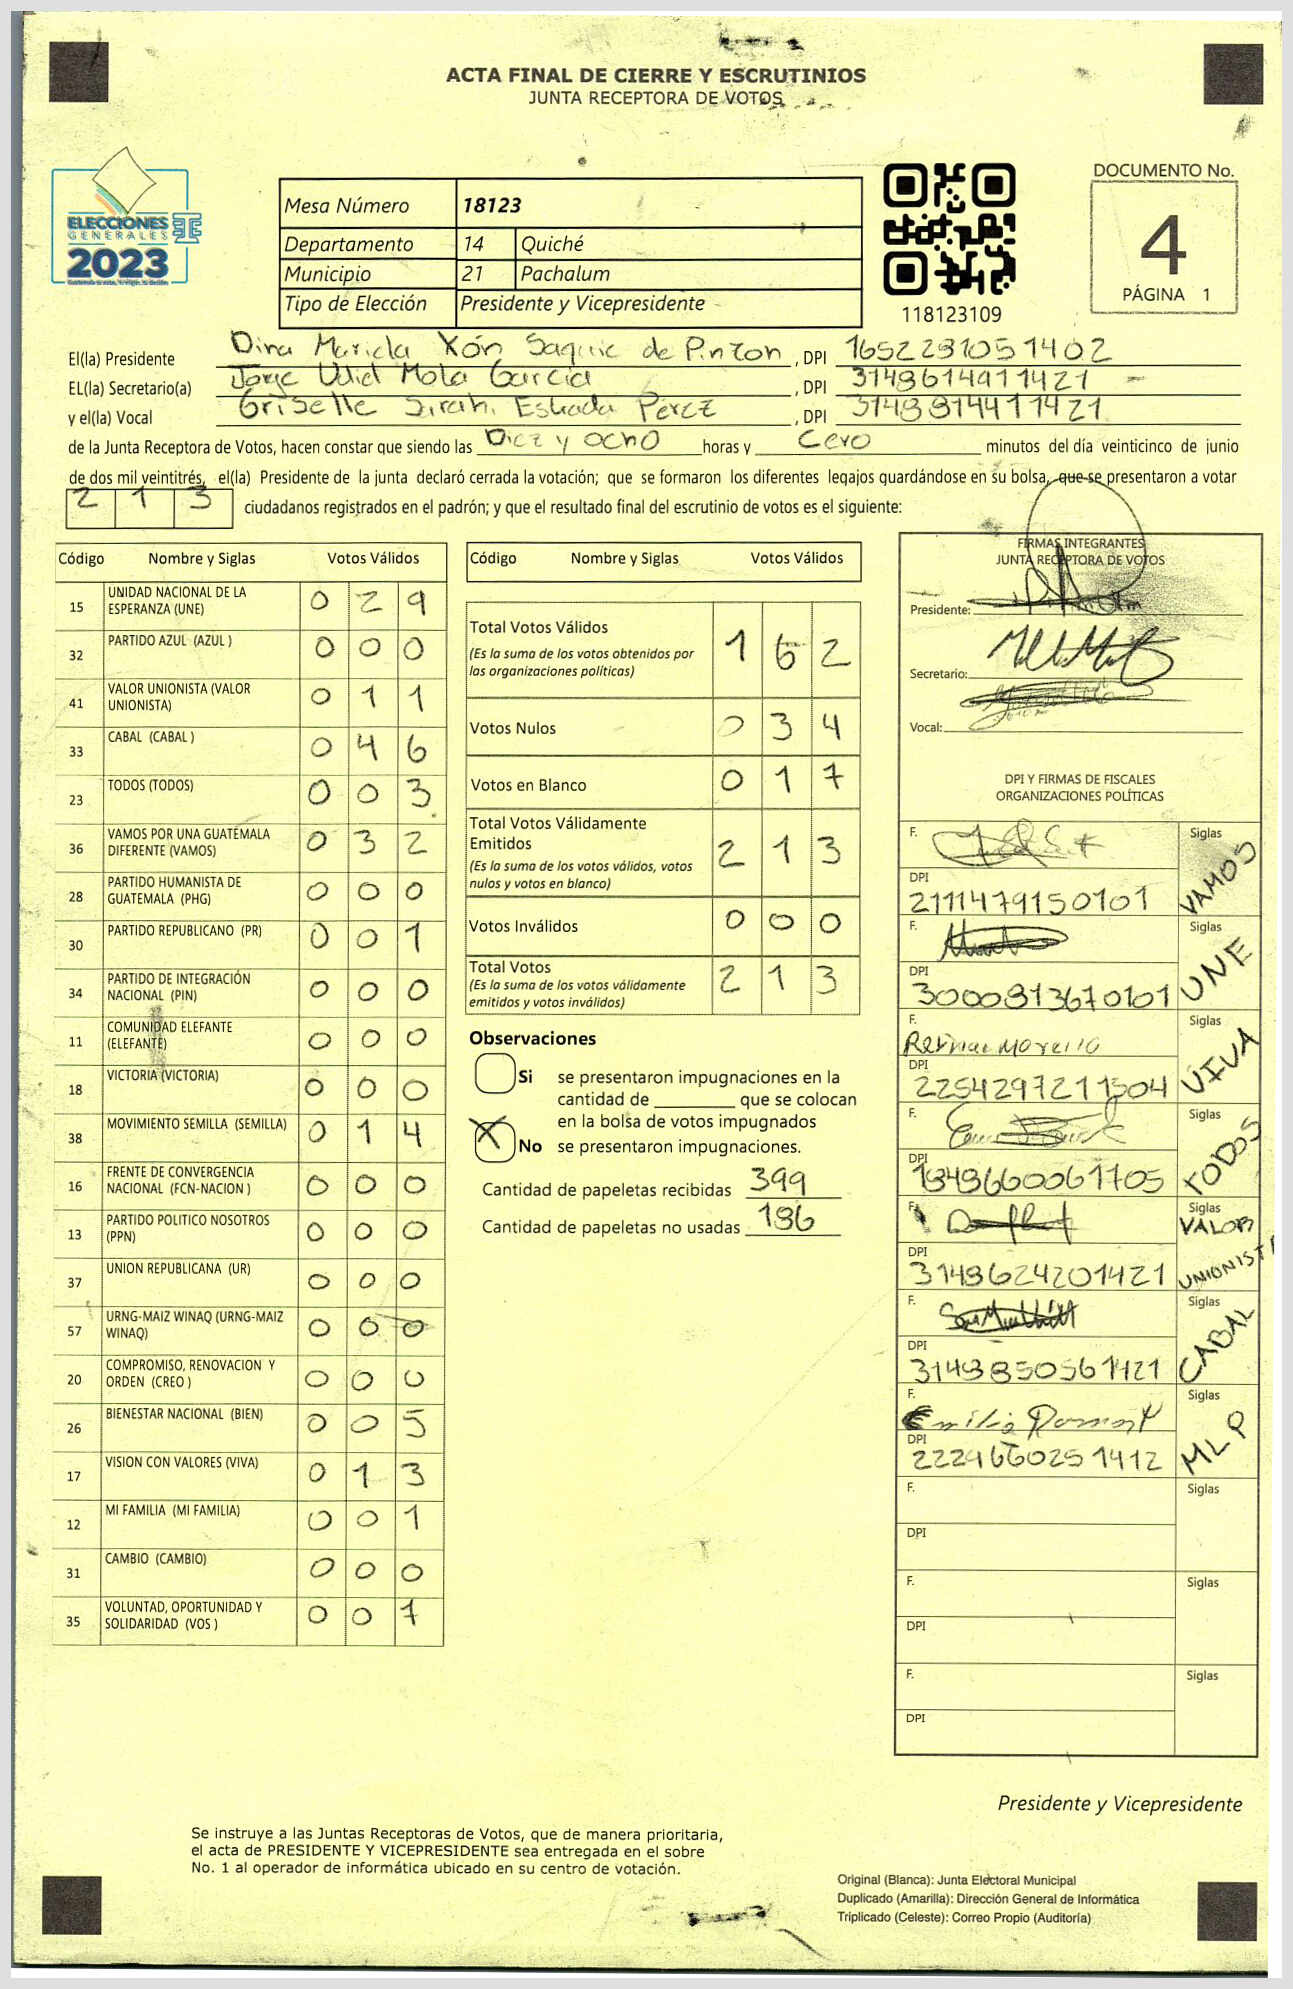 ACTA FINAL DE CIERRE Y ESCRUTINIOS
JUNTA RECEPTORA DE VOTOS
ELECCIONES
GENERALES
2023
Mesa Número 18123
Departamento 14 Quiché
Municipio 21 Pachalum
Tipo de Elección Presidente y Vicepresidente
118123109
DOCUMENTO No.
4
PÁGINA 1
El(la) Presidente Dina Mariela Xón Saquic de Pinzon , DPI 1652281051402
EL(la) Secretario(a) Jorge Udiel Mota García , DPI 3148614911421
y el(la) Vocal Griselle Sarahi Estrada Pérez , DPI 3148814411421
de la Junta Receptora de Votos, hacen constar que siendo las Diez y ocho horas y Cero minutos del día veinticinco de junio
de dos mil veintitrés, el(la) Presidente de la junta declaró cerrada la votación; que se formaron los diferentes legajos guardándose en su bolsa, que se presentaron a votar
2 1 3 ciudadanos registrados en el padrón; y que el resultado final del escrutinio de votos es el siguiente:
Código Nombre y Siglas Votos Válidos
15 UNIDAD NACIONAL DE LA ESPERANZA (UNE) 0 2 9
32 PARTIDO AZUL (AZUL ) 0 0 0
41 VALOR UNIONISTA (VALOR UNIONISTA) 0 1 1
33 CABAL (CABAL ) 0 4 6
23 TODOS (TODOS) 0 0 3
36 VAMOS POR UNA GUATEMALA DIFERENTE (VAMOS) 0 3 2
28 PARTIDO HUMANISTA DE GUATEMALA (PHG) 0 0 0
30 PARTIDO REPUBLICANO (PR) 0 0 1
34 PARTIDO DE INTEGRACIÓN NACIONAL (PIN) 0 0 0
11 COMUNIDAD ELEFANTE (ELEFANTE) 0 0 0
18 VICTORIA (VICTORIA) 0 0 0
38 MOVIMIENTO SEMILLA (SEMILLA) 0 1 4
16 FRENTE DE CONVERGENCIA NACIONAL (FCN-NACION ) 0 0 0
13 PARTIDO POLITICO NOSOTROS (PPN) 0 0 0
37 UNION REPUBLICANA (UR) 0 0 0
57 URNG-MAIZ WINAQ (URNG-MAIZ WINAQ) 0 0 0
20 COMPROMISO, RENOVACION Y ORDEN (CREO ) 0 0 0
26 BIENESTAR NACIONAL (BIEN) 0 0 5
17 VISION CON VALORES (VIVA) 0 1 3
12 MI FAMILIA (MI FAMILIA) 0 0 1
31 CAMBIO (CAMBIO) 0 0 0
35 VOLUNTAD, OPORTUNIDAD Y SOLIDARIDAD (VOS ) 0 0 7
Código Nombre y Siglas Votos Válidos
Total Votos Válidos 1 6 2
(Es la suma de los votos obtenidos por
las organizaciones políticas)
Votos Nulos 0 3 4
Votos en Blanco 0 1 7
Total Votos Válidamente
Emitidos 2 1 3
(Es la suma de los votos válidos, votos
nulos y votos en blanco)
Votos Inválidos 0 0 0
Total Votos 2 1 3
(Es la suma de los votos válidamente
emitidos y votos inválidos)
Observaciones
Si se presentaron impugnaciones en la
cantidad de ________ que se colocan
en la bolsa de votos impugnados
X No se presentaron impugnaciones.
Cantidad de papeletas recibidas 399
Cantidad de papeletas no usadas 186
FIRMAS INTEGRANTES
JUNTA RECEPTORA DE VOTOS
Presidente:
Secretario:
Vocal:
DPI Y FIRMAS DE FISCALES
ORGANIZACIONES POLÍTICAS
F. Siglas VAMOS
DPI 2111479150101
F. Siglas UNE
DPI 3000813670101
F. Siglas VIVA
DPI 2254297211504
F. Siglas TODOS
DPI 1848660061705
F. Siglas VALOR UNIONISTA
DPI 3148624201421
F. Siglas CABAL
DPI 3148850561421
F. Emilio Siglas MLP
DPI 2224660251412
F. Siglas
DPI
F. Siglas
DPI
F. Siglas
DPI
Presidente y Vicepresidente
Se instruye a las Juntas Receptoras de Votos, que de manera prioritaria,
el acta de PRESIDENTE Y VICEPRESIDENTE sea entregada en el sobre
No. 1 al operador de informática ubicado en su centro de votación.
Original (Blanca): Junta Electoral Municipal
Duplicado (Amarilla): Dirección General de Informática
Triplicado (Celeste): Correo Propio (Auditoría)